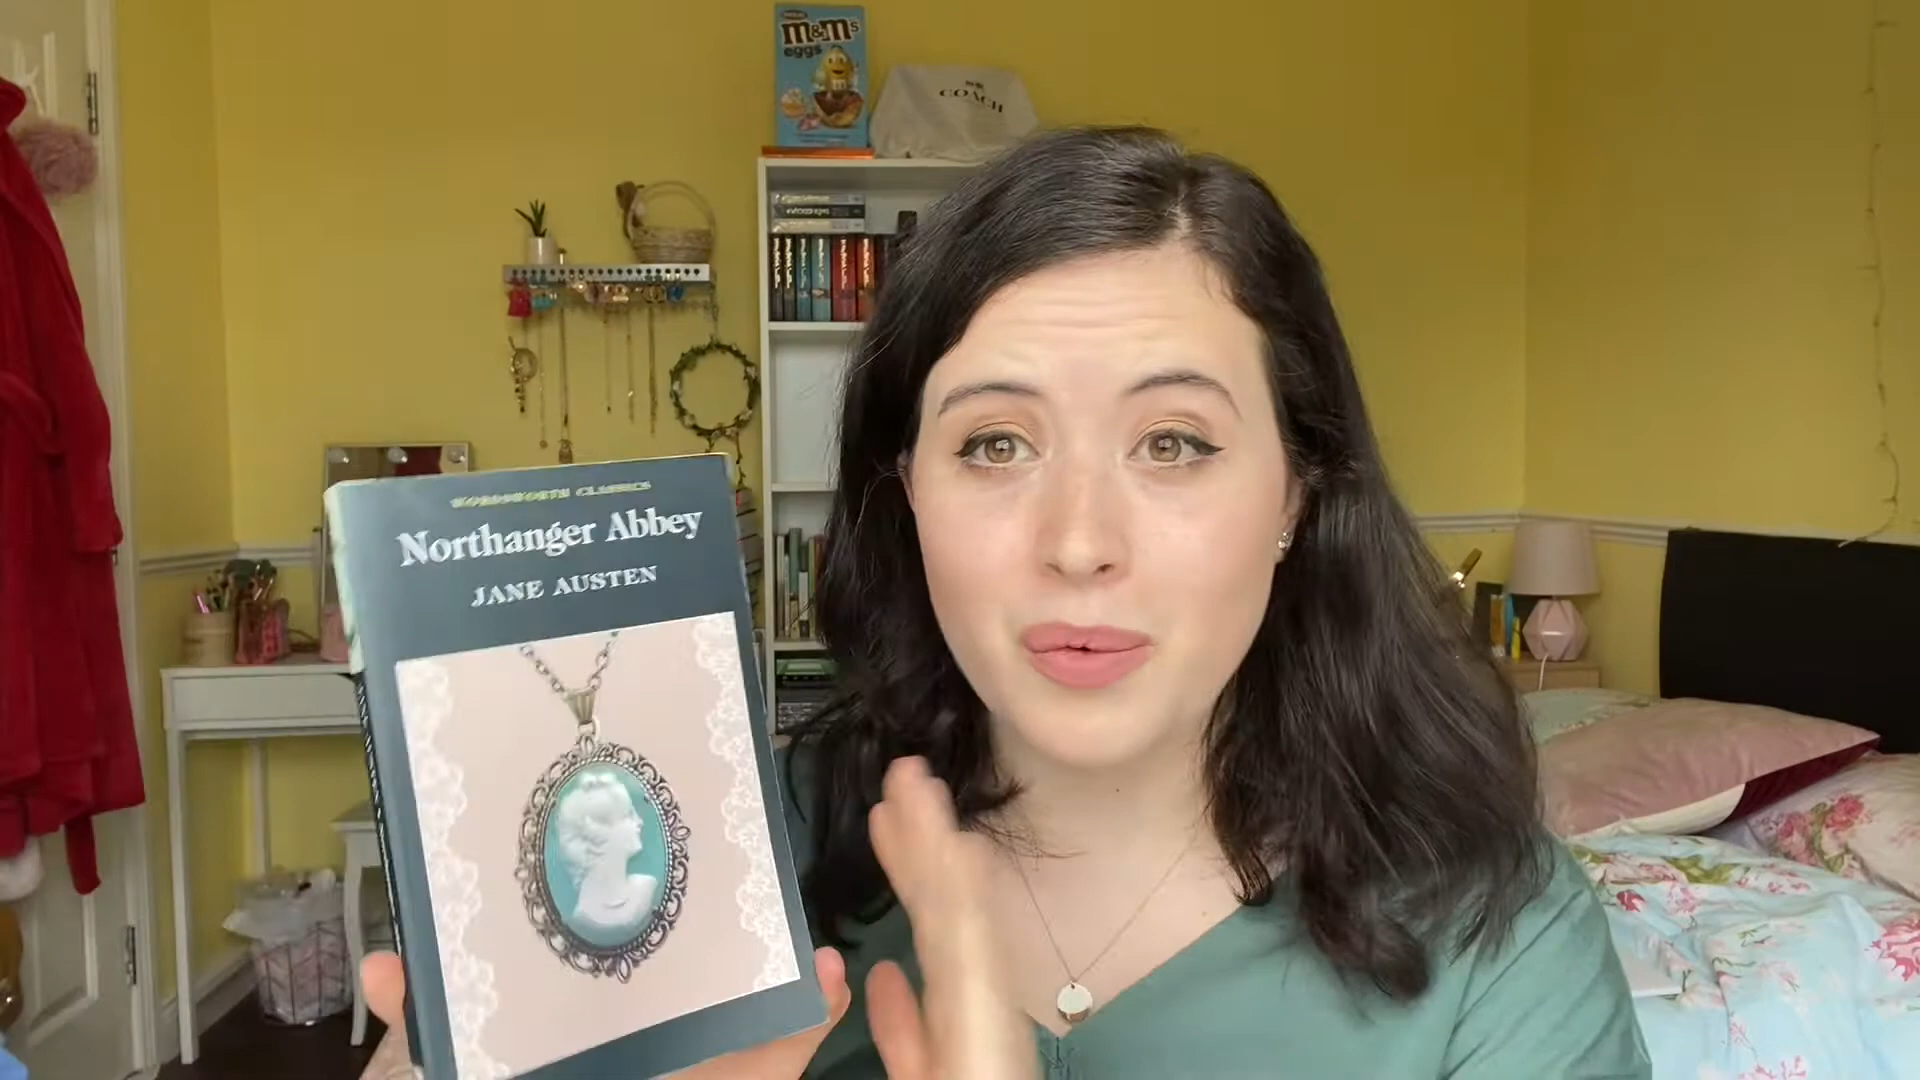 m&m's
eggs
COACH
WORDSWORTH CLASSICS
Northanger Abbey
JANE AUSTEN